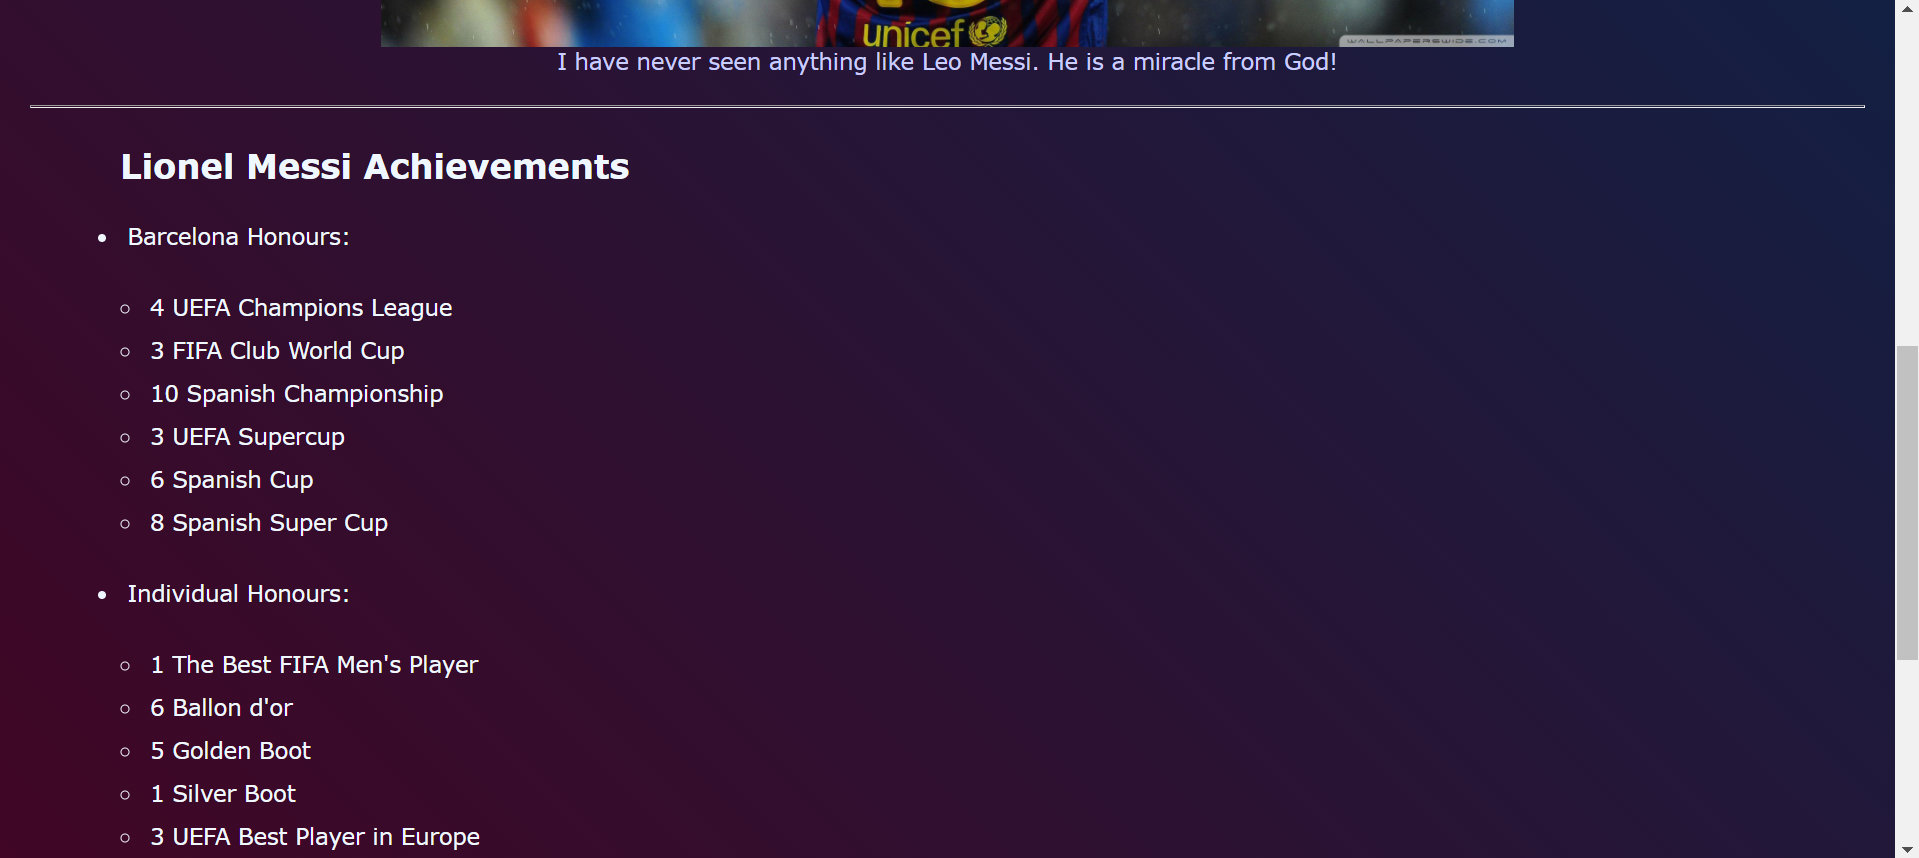 unicef
WALLPAPERSWIDE.COM
I have never seen anything like Leo Messi. He is a miracle from God!
Lionel Messi Achievements
Barcelona Honours:
4 UEFA Champions League
3 FIFA Club World Cup
10 Spanish Championship
3 UEFA Supercup
6 Spanish Cup
8 Spanish Super Cup
Individual Honours:
1 The Best FIFA Men's Player
6 Ballon d'or
5 Golden Boot
1 Silver Boot
3 UEFA Best Player in Europe